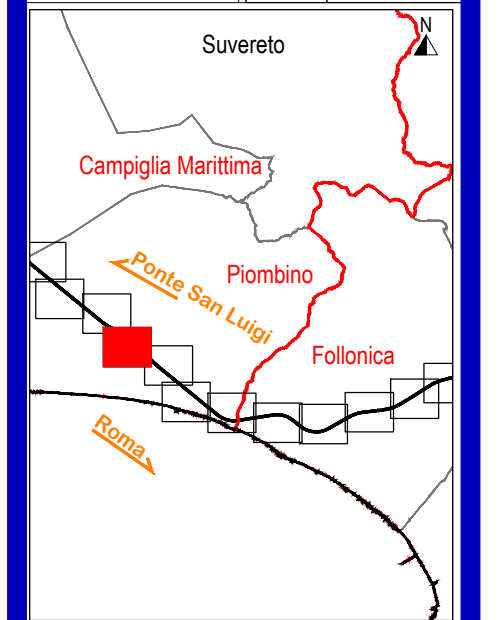 N
Suvereto
Campiglia Marittima
Ponte San Luigi
Piombino
Follonica
Roma